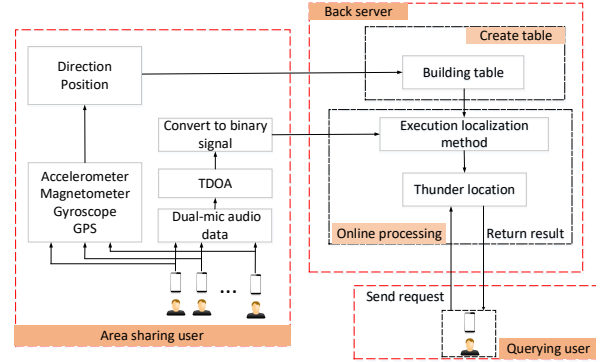 Back server
Create table
Direction
Position
Building table
Convert to binary
signal
Execution localization
method
Accelerometer
Magnetometer
Gyroscope
GPS
TDOA
Thunder location
Dual-mic audio
data
Online processing
Return result
...
Send request
Area sharing user
Querying user